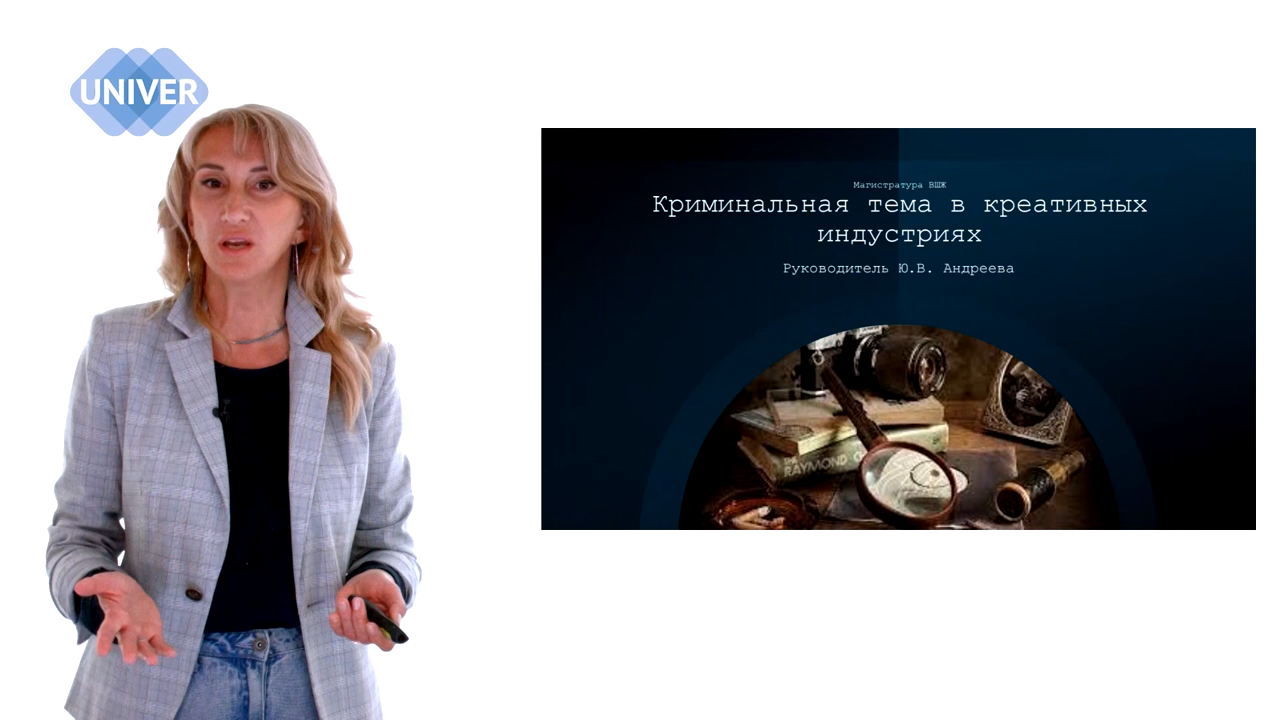 UNIVER
Магистратура ВШЖ
Криминальная тема в креативных
индустриях
Руководитель Ю.В. Андреева
RAYMOND